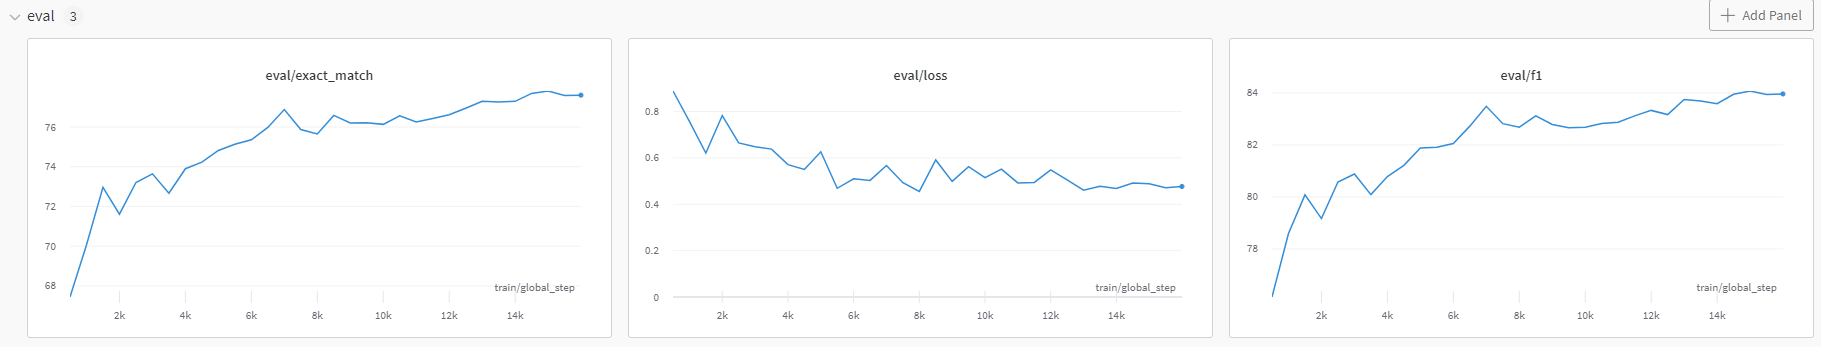 eval 3
Add Panel
eval/exact_match
76
74
72
70
68
train/global_step
2k 4k 6k 8k 10k 12k 14k
eval/loss
0.8
0.6
0.4
0.2
0
train/global_step
2k 4k 6k 8k 10k 12k 14k
eval/f1
84
82
80
78
train/global_step
2k 4k 6k 8k 10k 12k 14k